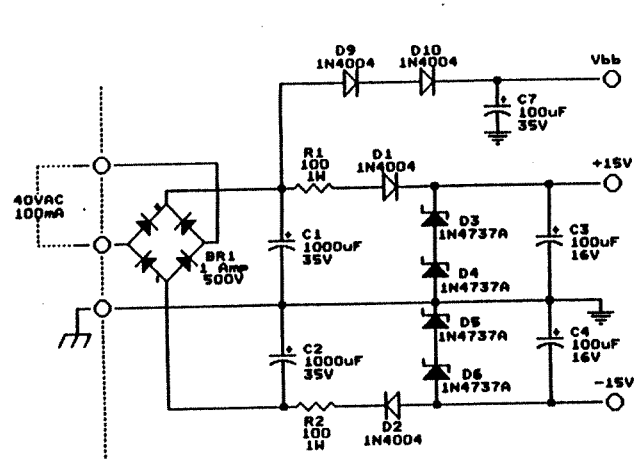 D9
1N4004
D10
1N4004
Vbb
+
C7
100uF
35V
R1
100
1W
D1
1N4004
+15V
40VAC
100mA
+
C1
1000uF
35V
D3
1N4737A
+
C3
100uF
16V
BR1
1 Amp
500V
D4
1N4737A
+
C2
1000uF
35V
D5
1N4737A
+
C4
100uF
16V
D6
1N4737A
-15V
R2
100
1W
D2
1N4004